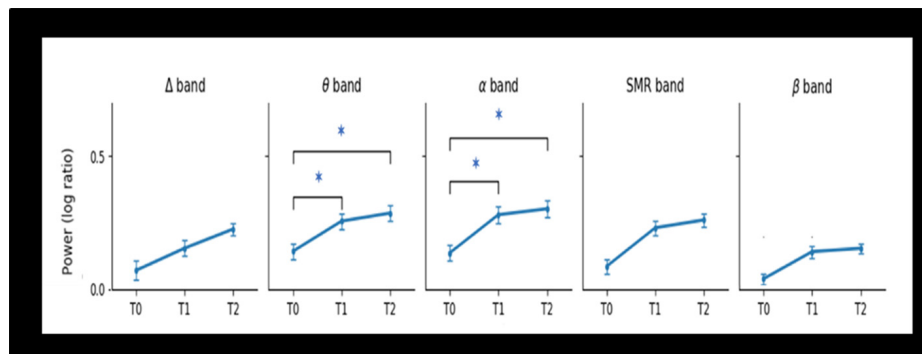 Δ band
θ band
α band
SMR band
β band
Power (log ratio)
0.5
0.0
T0 T1 T2
T0 T1 T2
T0 T1 T2
T0 T1 T2
T0 T1 T2